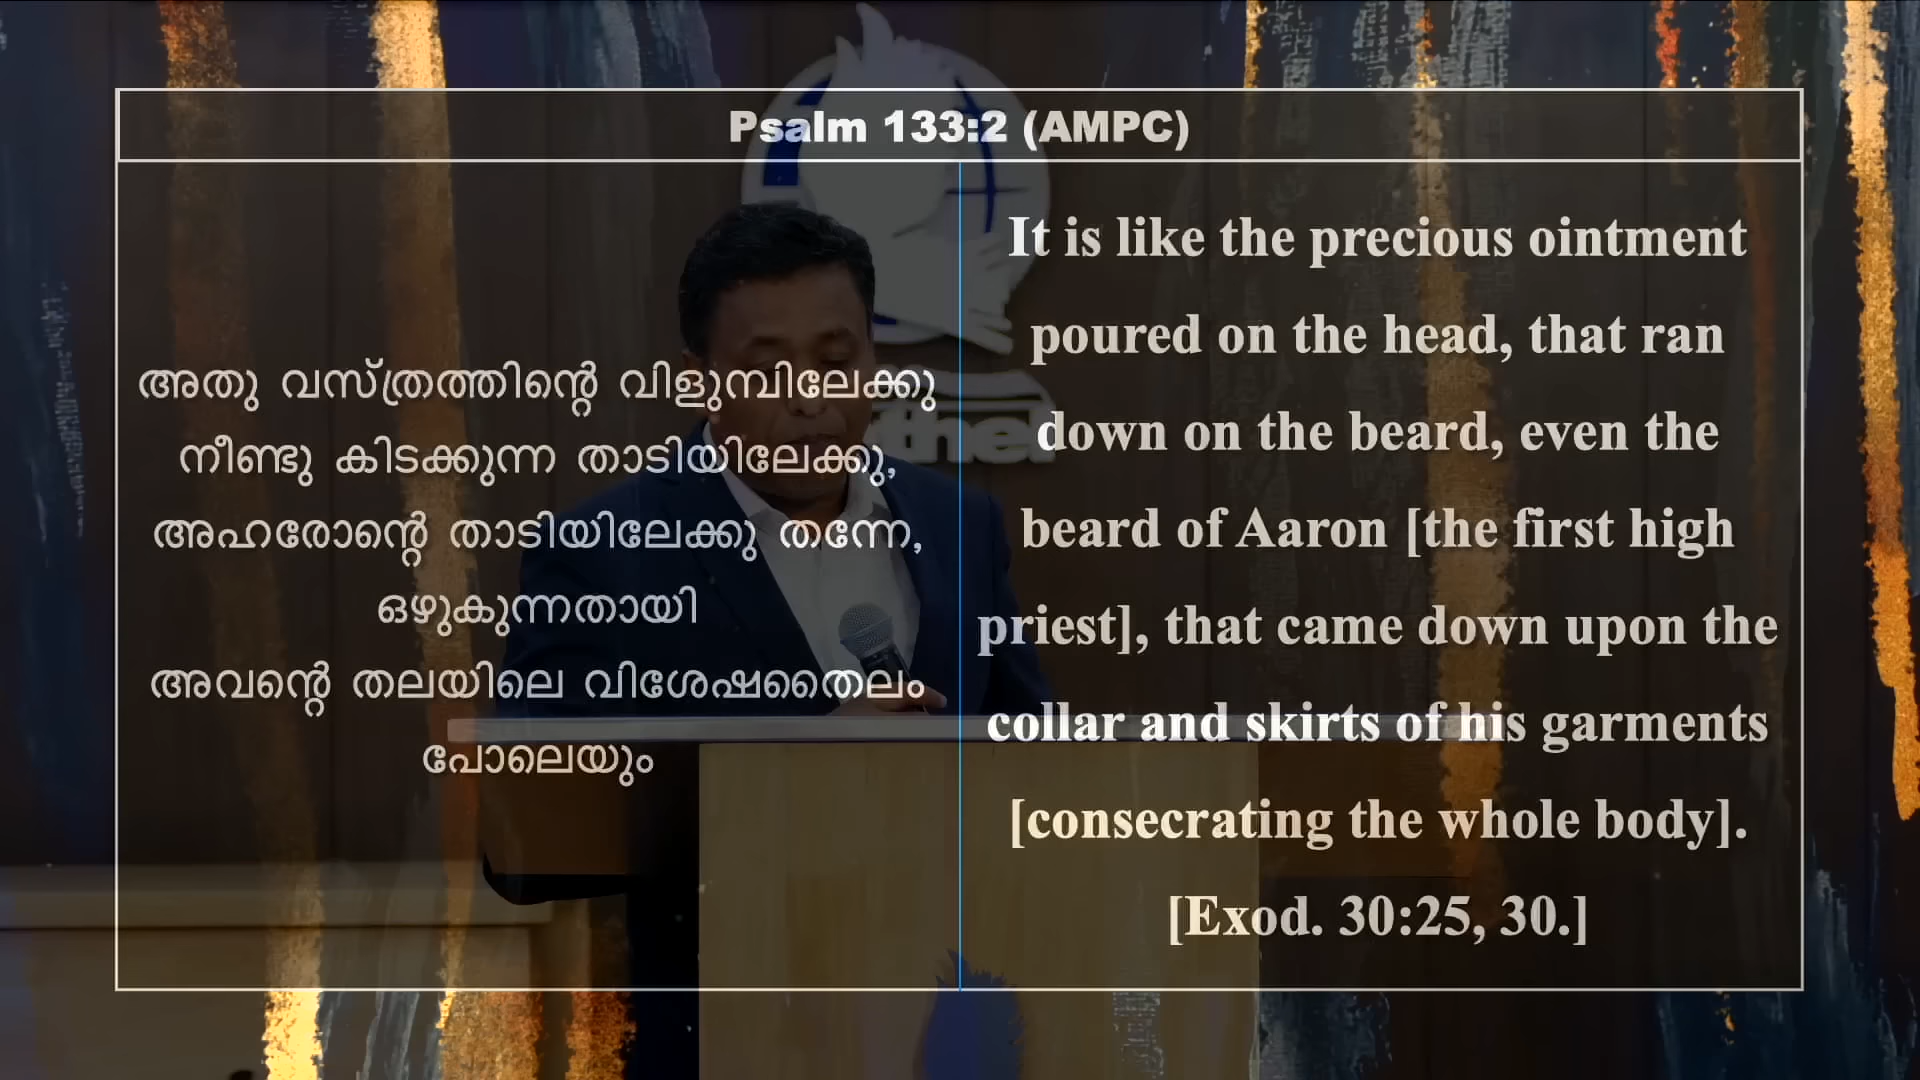 Psalm 133:2 (AMPC)
അതു വസ്ത്രത്തിന്റെ വിളുമ്പിലേക്കു
നീണ്ടു കിടക്കുന്ന താടിയിലേക്കു,
അഹരോന്റെ താടിയിലേക്കു തന്നേ,
ഒഴുകുന്നതായി
അവന്റെ തലയിലെ വിശേഷതൈലം
പോലെയും
It is like the precious ointment
poured on the head, that ran
down on the beard, even the
beard of Aaron [the first high
priest], that came down upon the
collar and skirts of his garments
[consecrating the whole body].
[Exod. 30:25, 30.]